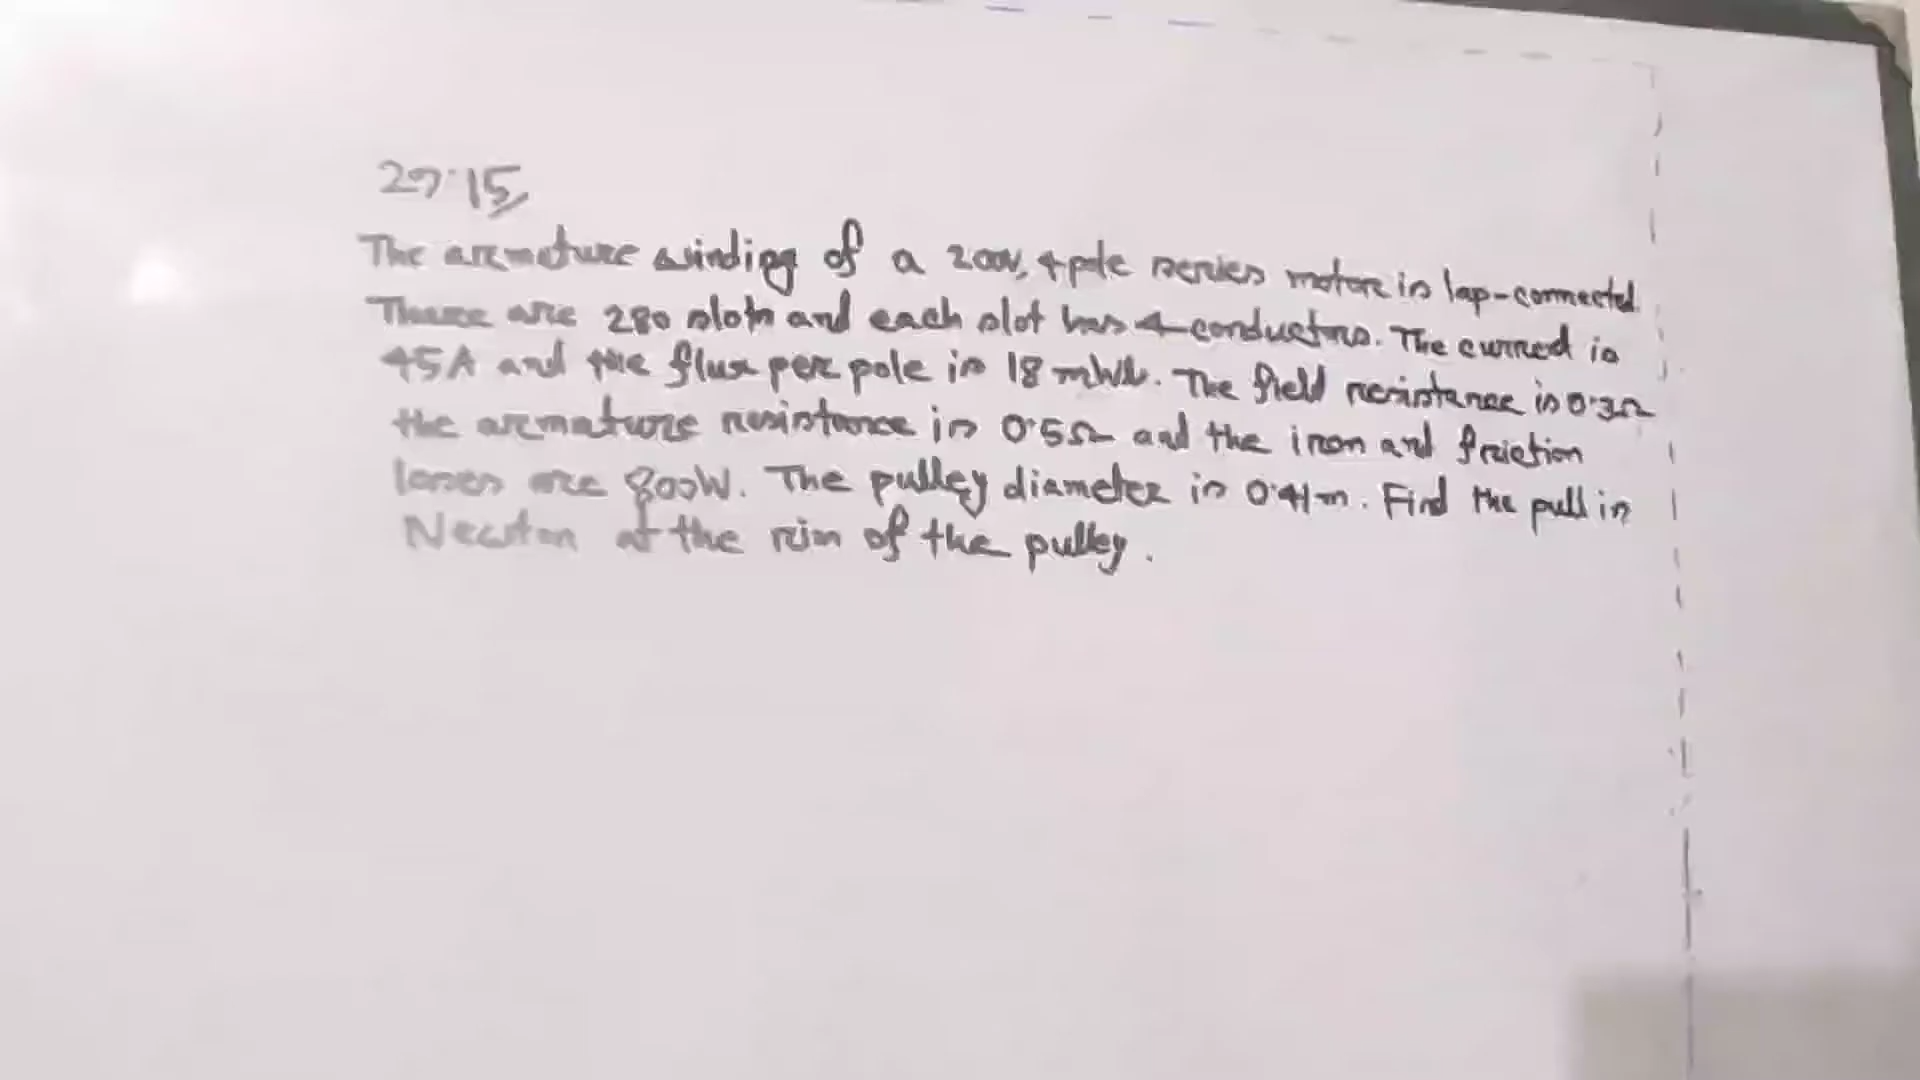 29.15
The armature winding of a 200V, 4 pole series motor is lap-connected.
There are 280 slots and each slot has 4 conductors. The curred is
45A and the flux per pole is 18 mWb. The field resistance is 0.3Ω
the armature resistance is 0.5Ω and the iron and friction
losses are 800W. The pulley diameter is 0.41m. Find the pull in
Newton at the rim of the pulley.